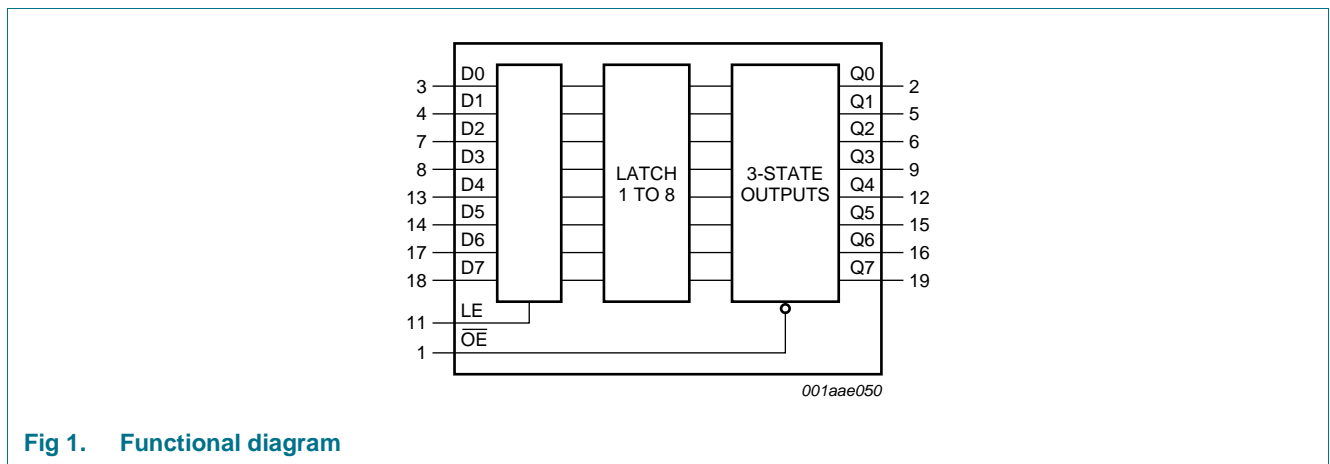 D0
Q0
3
2
D1
Q1
4
5
D2
Q2
7
6
D3
Q3
8
9
LATCH
1 TO 8
3-STATE
OUTPUTS
D4
Q4
13
12
D5
Q5
14
15
D6
Q6
17
16
D7
Q7
18
19
LE
11
OE
1
001aae050
Fig 1. Functional diagram